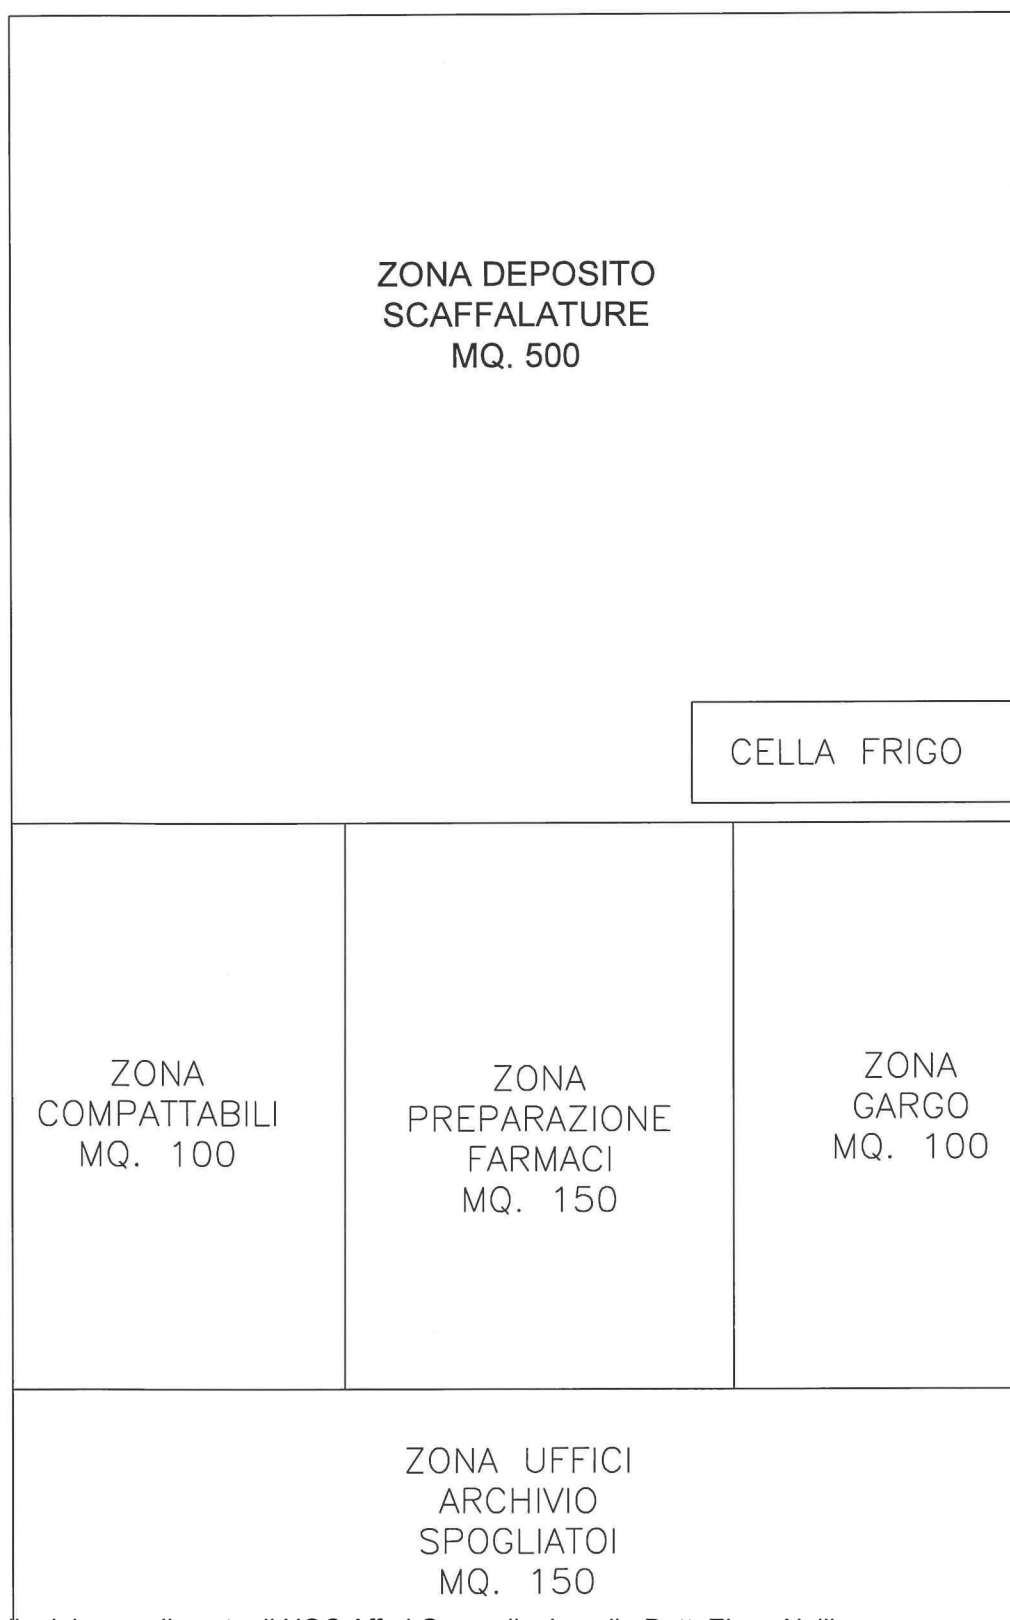 ZONA DEPOSITO
SCAFFALATURE
MQ. 500
CELLA FRIGO
ZONA
COMPATTABILI
MQ. 100
ZONA
PREPARAZIONE
FARMACI
MQ. 150
ZONA
GARGO
MQ. 100
ZONA UFFICI
ARCHIVIO
SPOGLIATOI
MQ. 150